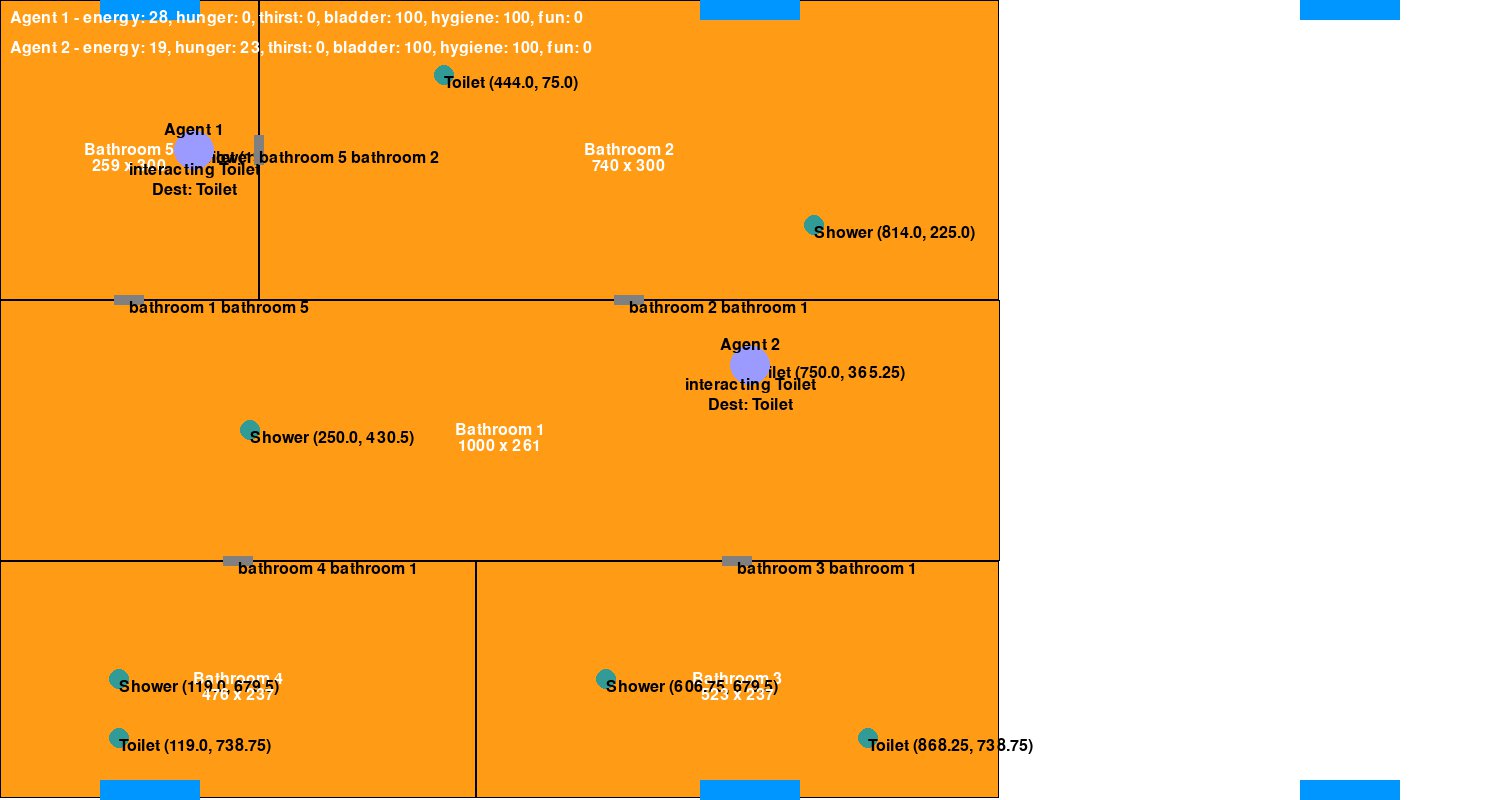 Agent 1 - energy: 28, hunger: 0, thirst: 0, bladder: 100, hygiene: 100, fun: 0
Agent 2 - energy: 19, hunger: 23, thirst: 0, bladder: 100, hygiene: 100, fun: 0
Toilet (444.0, 75.0)
Agent 1
Bathroom 5
259 x 300
bathroom 5 bathroom 2
interacting Toilet
Dest: Toilet
Bathroom 2
740 x 300
Shower (814.0, 225.0)
bathroom 1 bathroom 5
bathroom 2 bathroom 1
Agent 2
(750.0, 365.25)
interacting Toilet
Dest: Toilet
Shower (250.0, 430.5)
Bathroom 1
1000 x 261
bathroom 4 bathroom 1
bathroom 3 bathroom 1
Bathroom 4
Shower (119.0, 679.5)
476 x 237
Bathroom 3
Shower (606.75, 679.5)
523 x 237
Toilet (119.0, 738.75)
Toilet (868.25, 738.75)